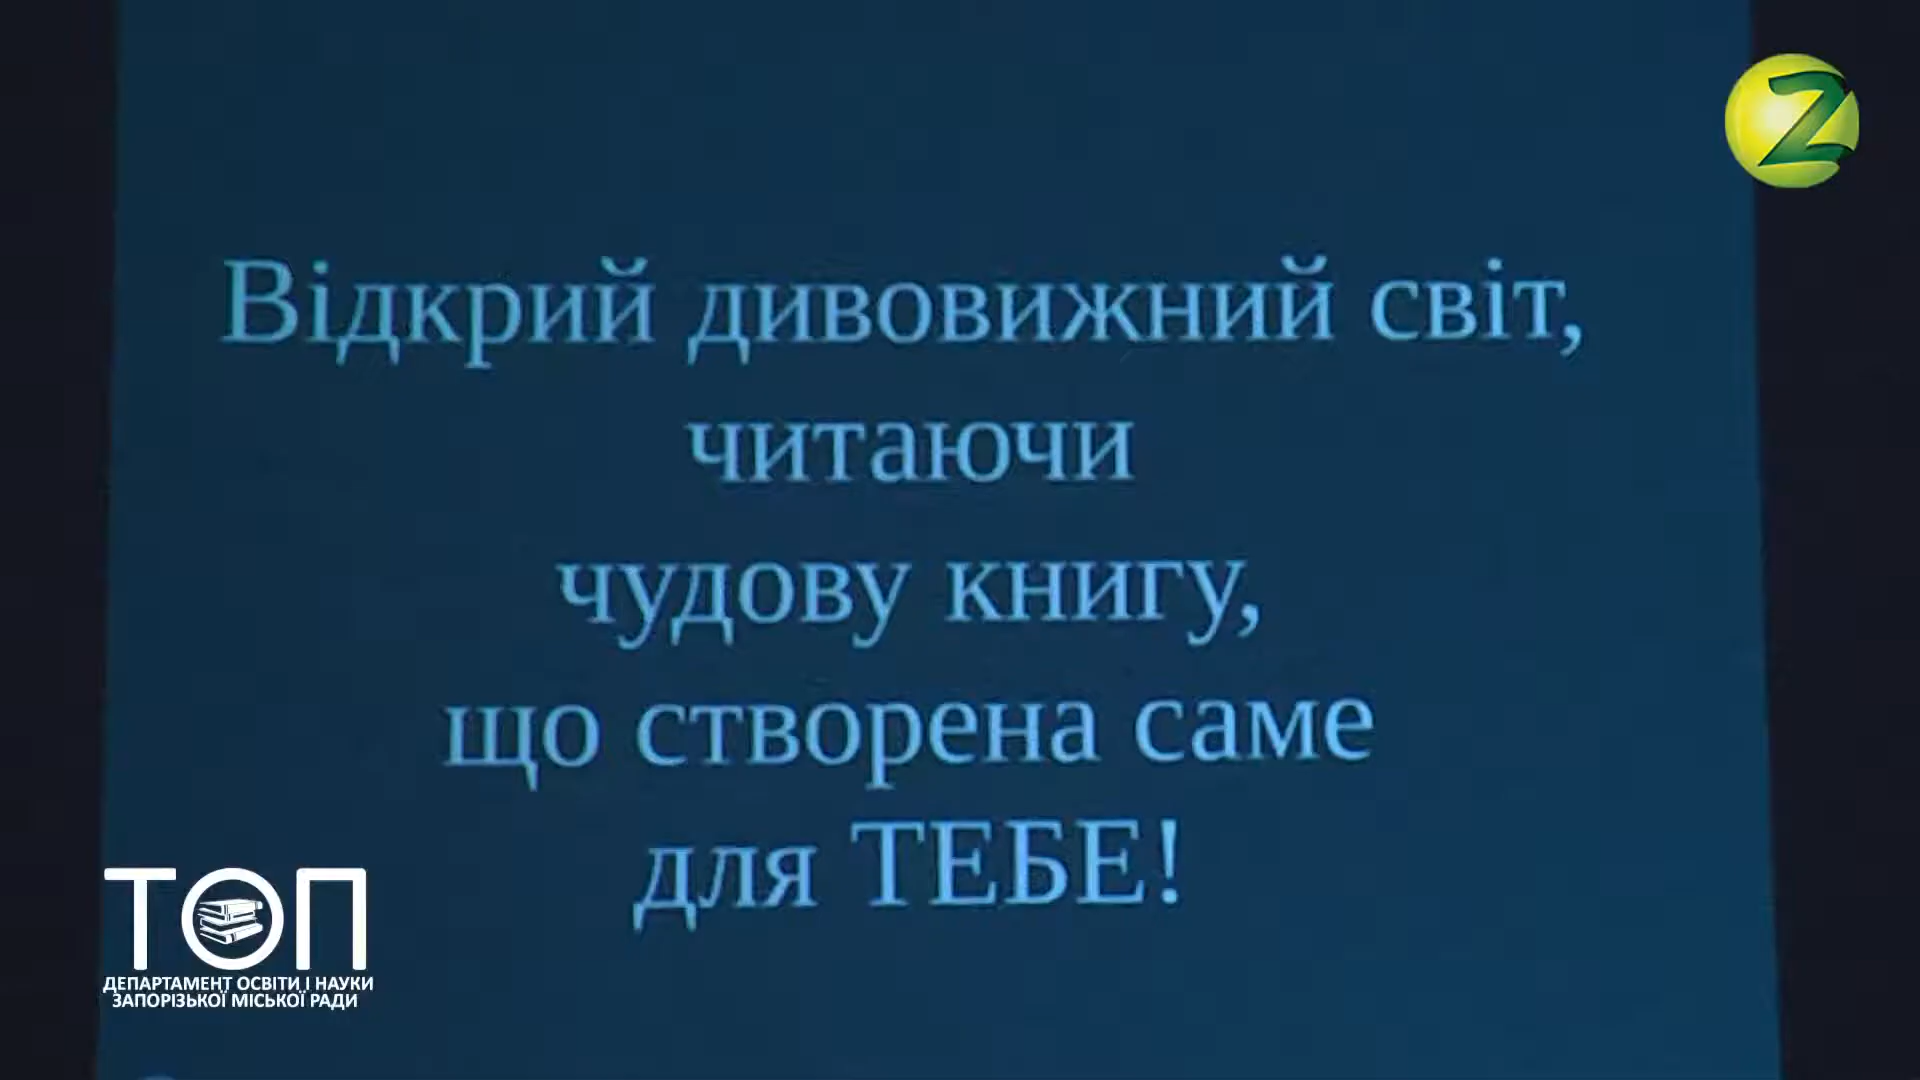 Z
Відкрий дивовижний світ,
читаючи
чудову книгу,
що створена саме
для ТЕБЕ!
ТОП
ДЕПАРТАМЕНТ ОСВІТИ І НАУКИ
ЗАПОРІЗЬКОЇ МІСЬКОЇ РАДИ